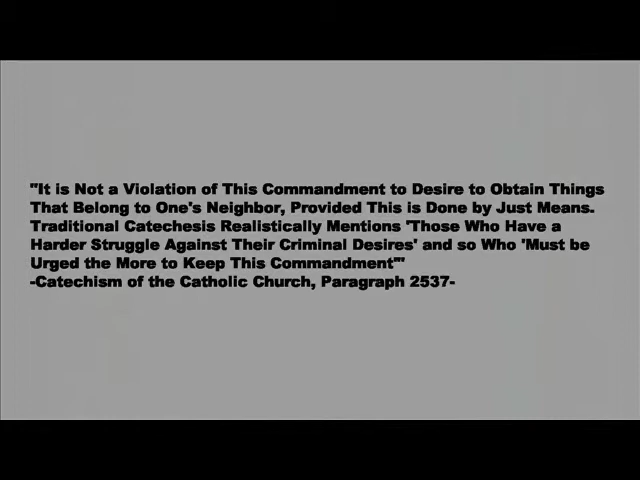 "It is Not a Violation of This Commandment to Desire to Obtain Things
That Belong to One's Neighbor, Provided This is Done by Just Means.
Traditional Catechesis Realistically Mentions 'Those Who Have a
Harder Struggle Against Their Criminal Desires' and so Who 'Must be
Urged the More to Keep This Commandment'"
-Catechism of the Catholic Church, Paragraph 2537-